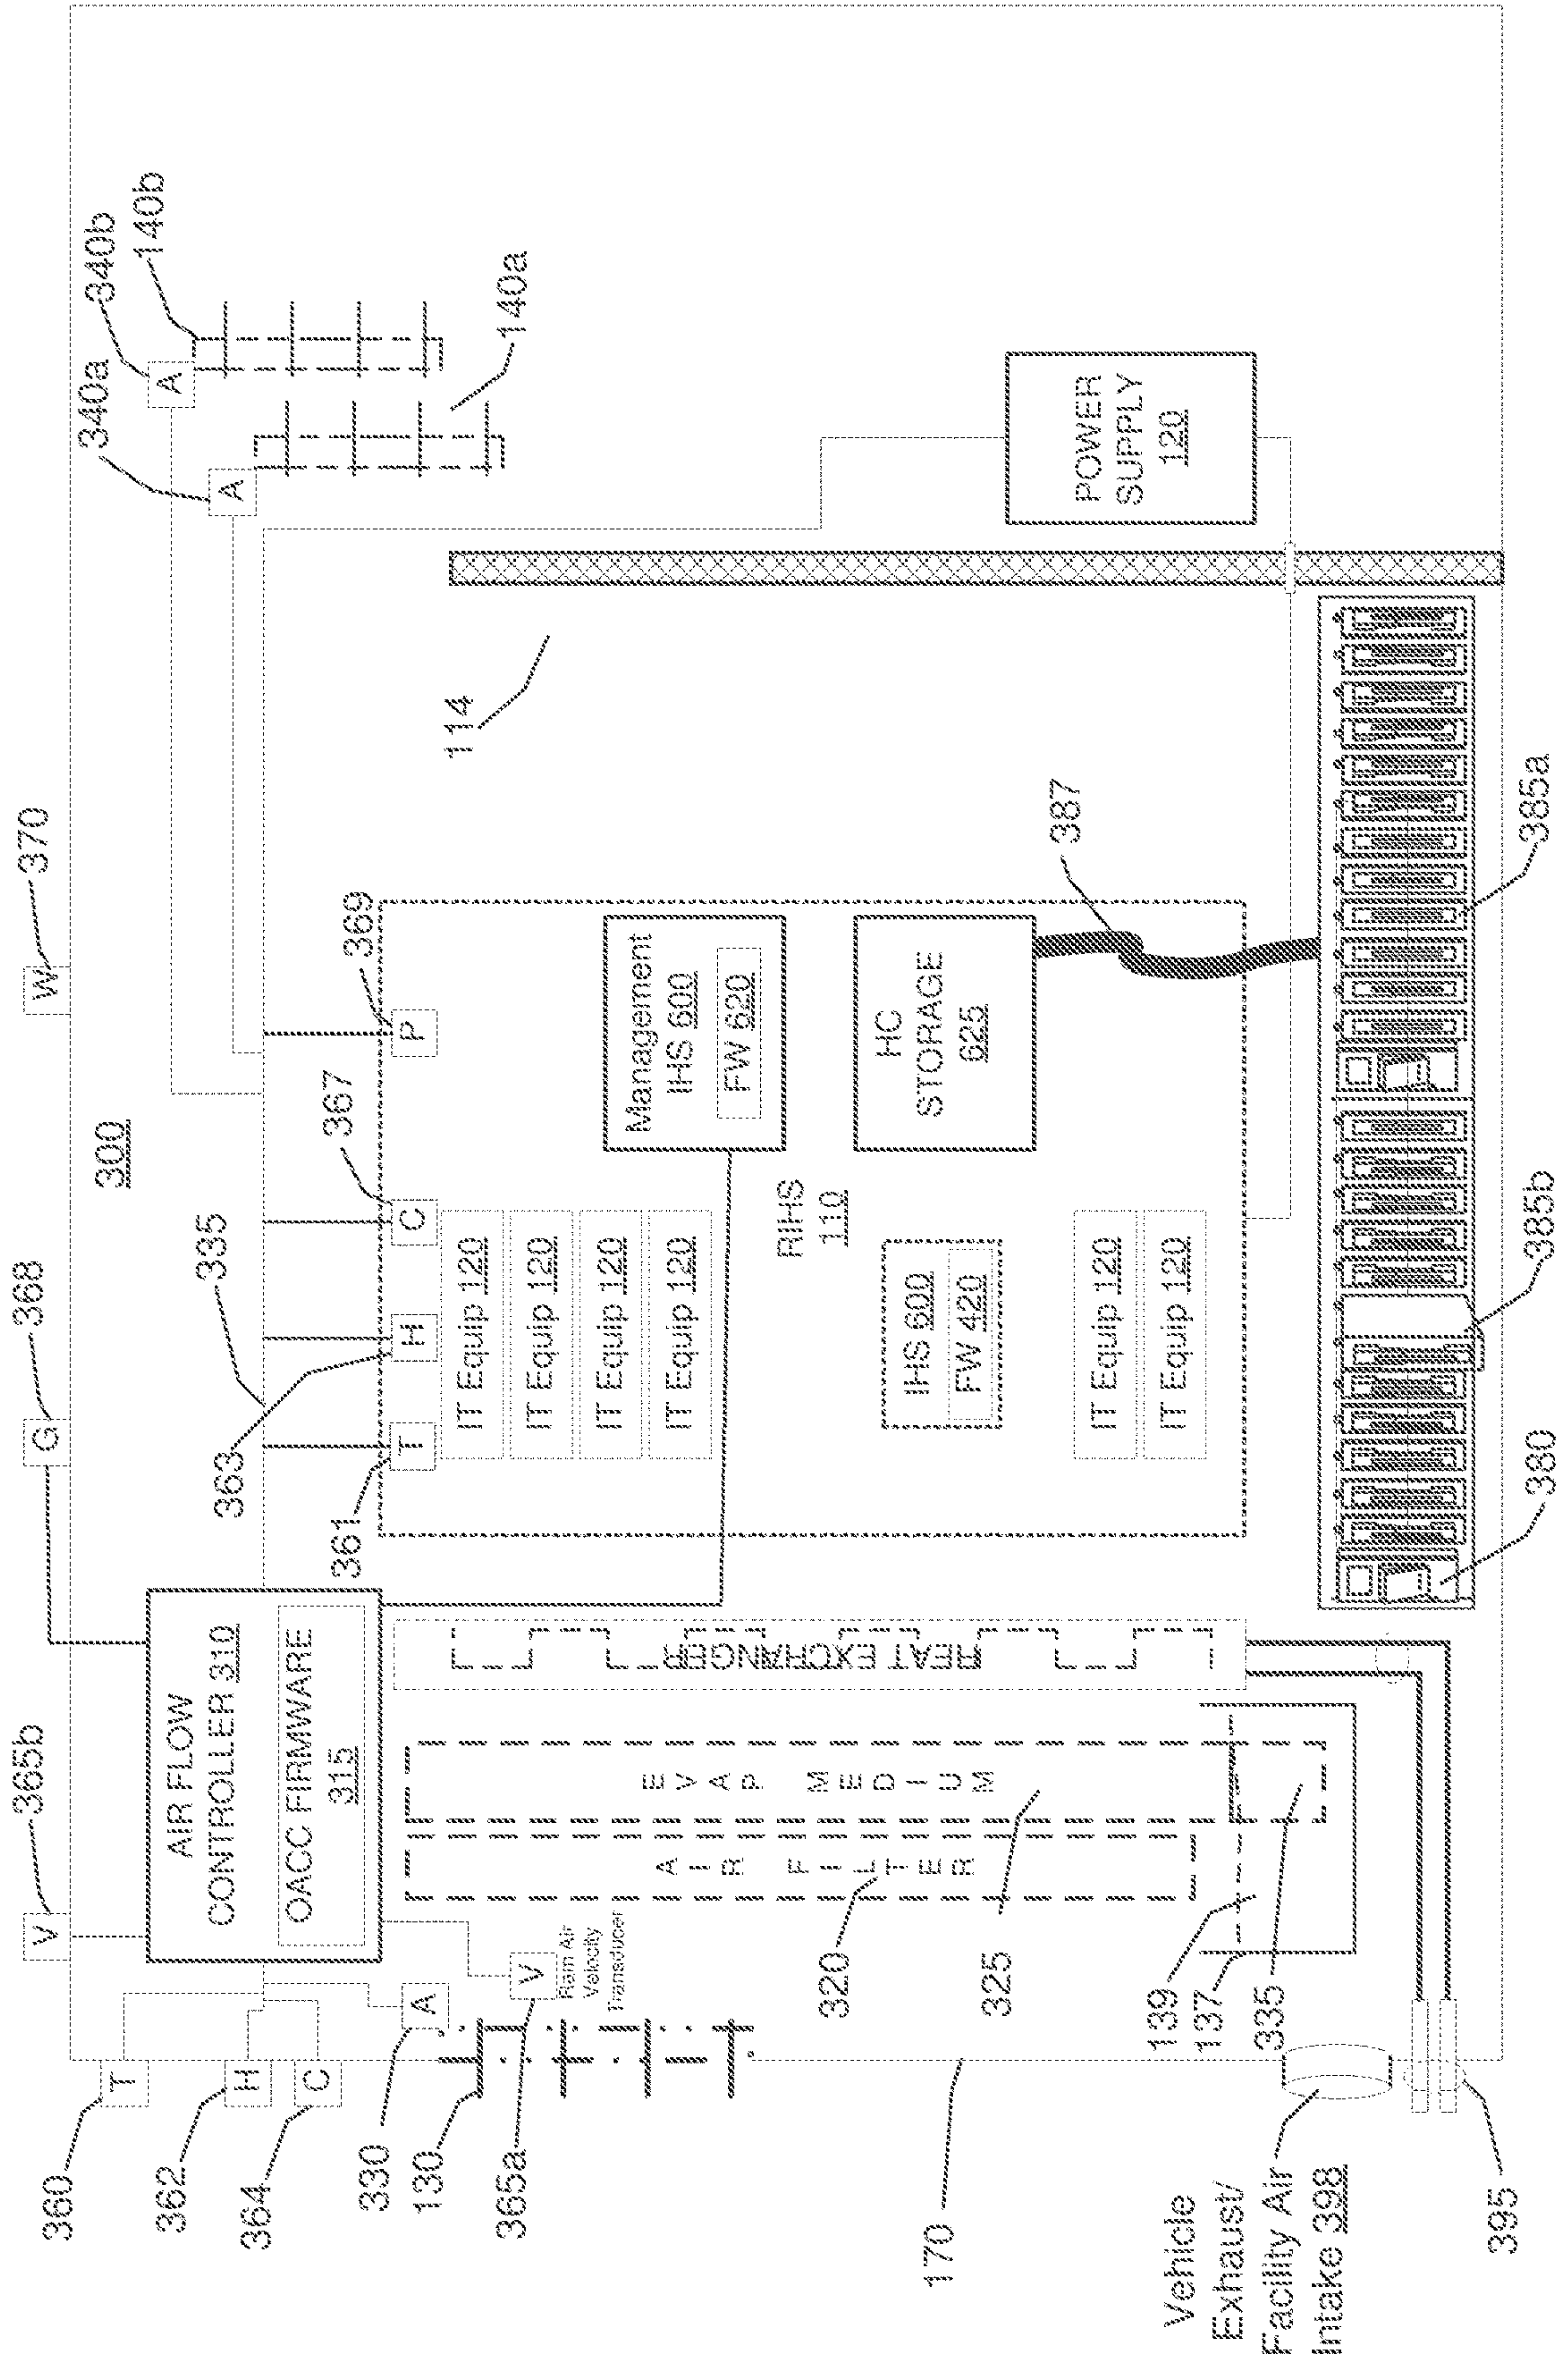 300
370
W
368
G
365b
V
340b
140b
340a
A
A
140a
360
T
362
H
364
C
330
A
130
365a
V
Ram Air
Velocity
Transducer
AIR FLOW
CONTROLLER 310
OACC FIRMWARE
315
335
361
T
363
H
367
C
369
P
114
IT Equip 120
IT Equip 120
IT Equip 120
IT Equip 120
Management
IHS 600
FW 620
RIHS
110
HC
STORAGE
625
387
IHS 600
FW 420
IT Equip 120
IT Equip 120
POWER
SUPPLY
120
HEAT EXCHANGER
EVAP MEDIUM
AIR FILTER
320
325
139
137
335
170
Vehicle
Exhaust/
Facility Air
Intake 398
395
380
385b
385a